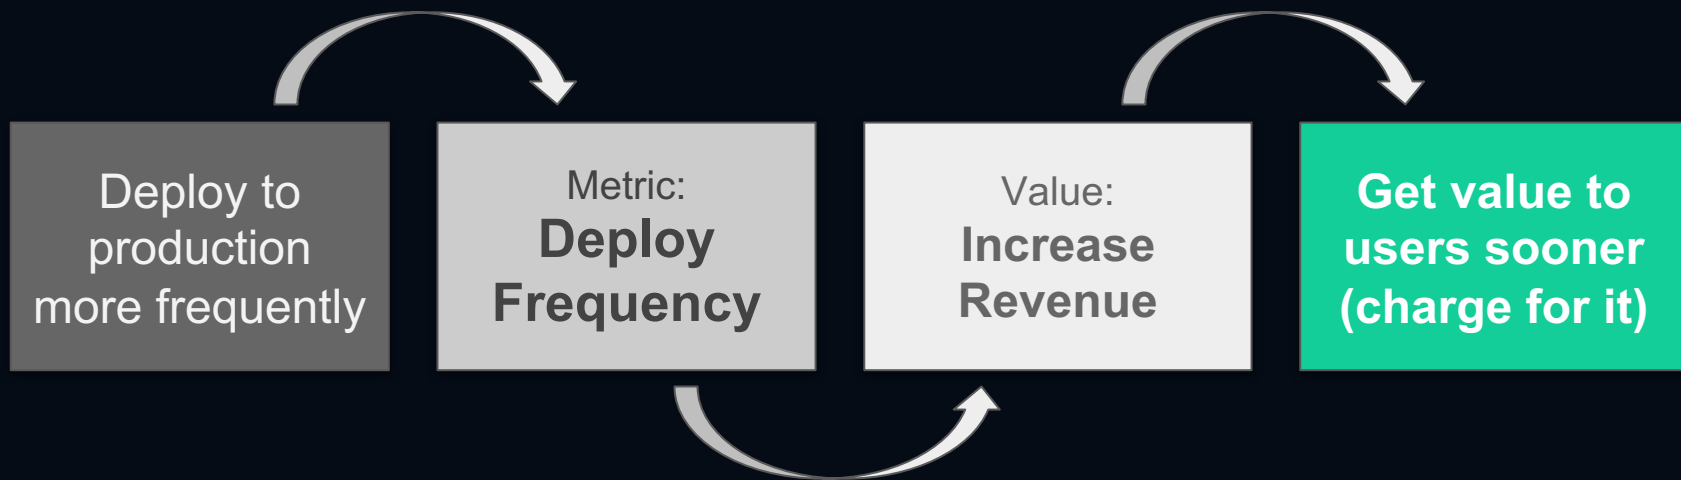 Deploy to
production
more frequently
Metric:
Deploy
Frequency
Value:
Increase
Revenue
Get value to
users sooner
(charge for it)